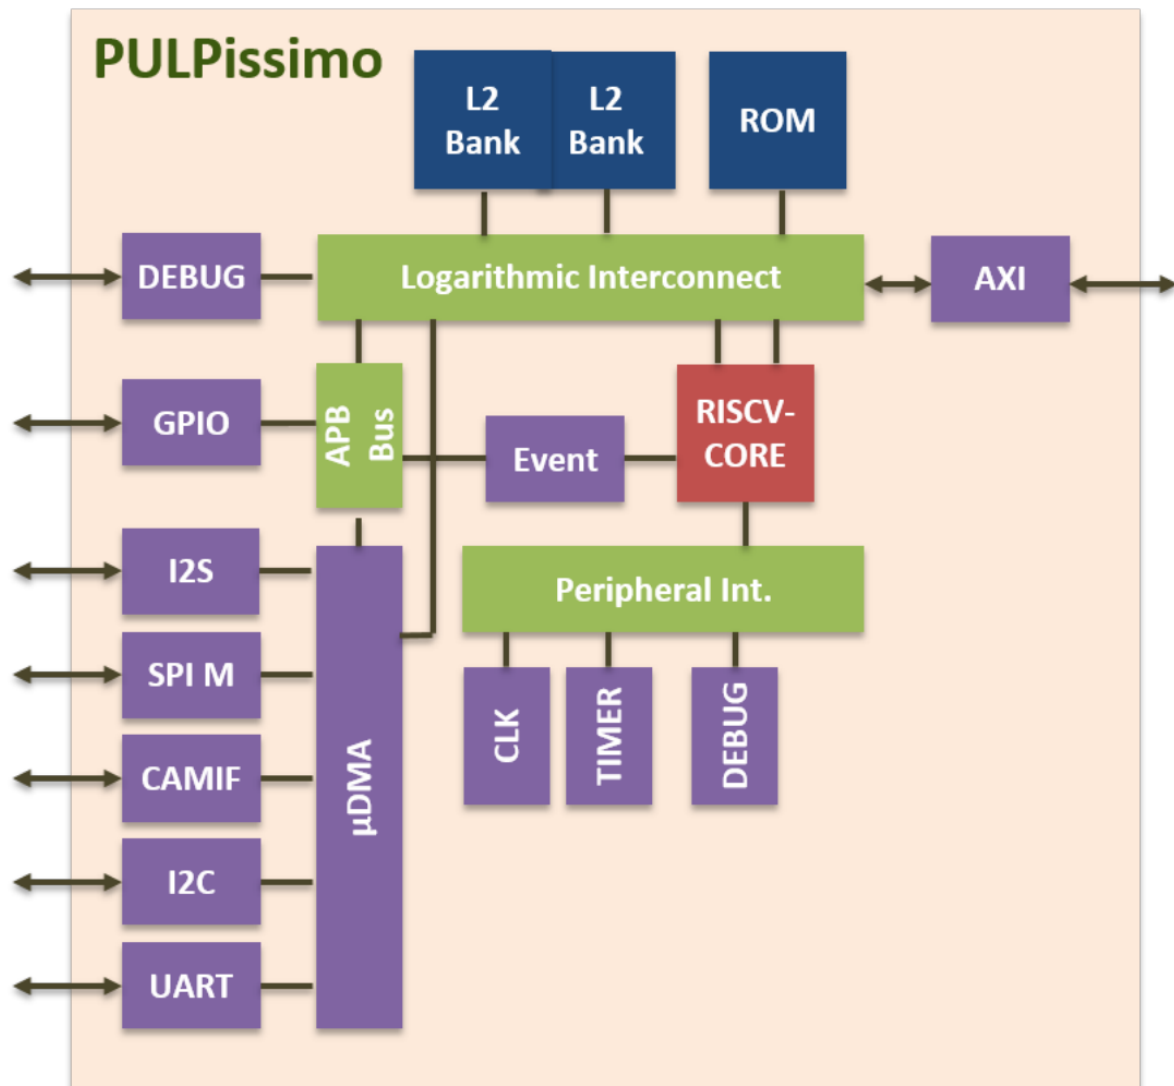 PULPissimo
L2
Bank
L2
Bank
ROM
DEBUG
Logarithmic Interconnect
AXI
GPIO
APB
Bus
Event
RISCV-
CORE
I2S
Peripheral Int.
SPI M
CLK
TIMER
DEBUG
CAMIF
µDMA
I2C
UART